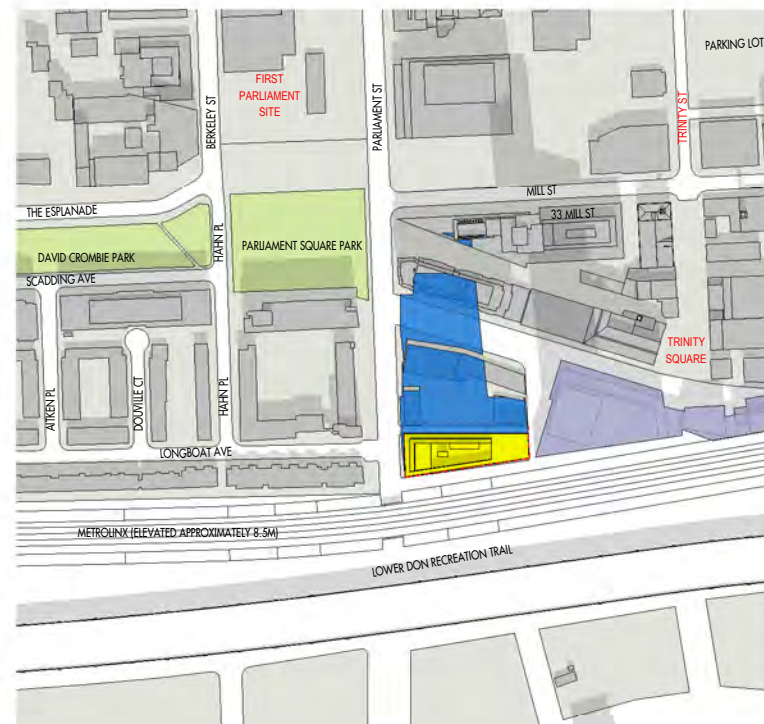 PARKING LOT
FIRST
PARLIAMENT
SITE
BERKELEY ST
PARLIAMENT ST
TRINITY ST
MILL ST
THE ESPLANADE
33 MILL ST
HAHN PL
DAVID CROMBIE PARK
PARLIAMENT SQUARE PARK
SCADDING AVE
TRINITY
SQUARE
AITKEN PL
DOUVILLE CT
HAHN PL
LONGBOAT AVE
METROLINX (ELEVATED APPROXIMATELY 8.5M)
LOWER DON RECREATION TRAIL